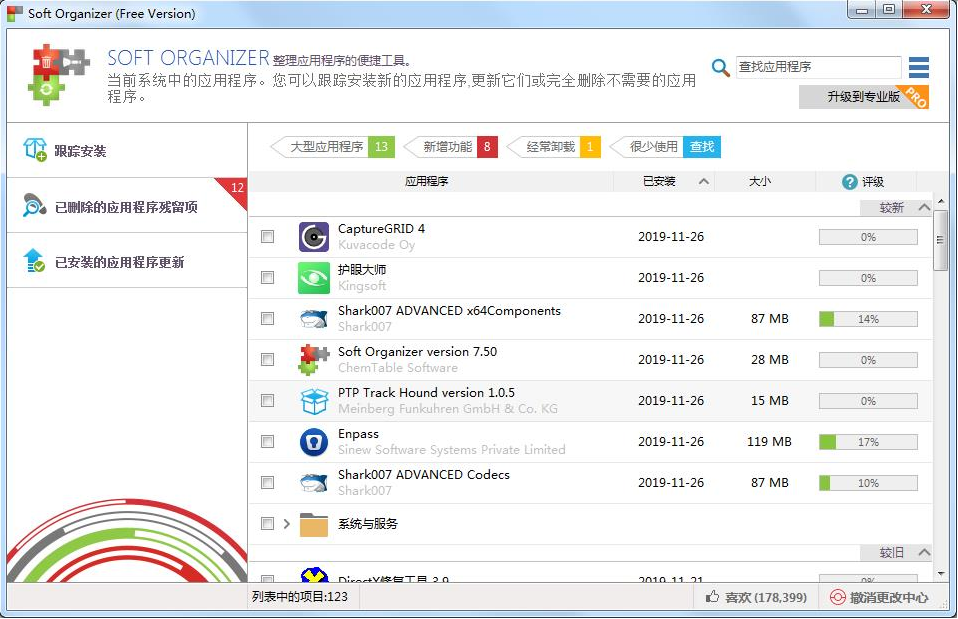 Soft Organizer (Free Version)
SOFT ORGANIZER 整理应用程序的便捷工具。
当前系统中的应用程序。您可以跟踪安装新的应用程序,更新它们或完全删除不需要的应用
程序。
查找应用程序
升级到专业版
PRO
跟踪安装
12
已删除的应用程序残留项
已安装的应用程序更新
大型应用程序 13
新增功能 8
经常卸载 1
很少使用 查找
应用程序 已安装 大小 ? 评级
较新
CaptureGRID 4
Kuvacode Oy
2019-11-26 0%
护眼大师
Kingsoft
2019-11-26 0%
Shark007 ADVANCED x64Components
Shark007
2019-11-26 87 MB 14%
Soft Organizer version 7.50
ChemTable Software
2019-11-26 28 MB 0%
PTP Track Hound version 1.0.5
Meinberg Funkuhren GmbH & Co. KG
2019-11-26 15 MB 0%
Enpass
Sinew Software Systems Private Limited
2019-11-26 119 MB 17%
Shark007 ADVANCED Codecs
Shark007
2019-11-26 87 MB 10%
系统与服务
较旧
DirectX修复工具 3.9 2019-11-21 0%
列表中的项目:123
喜欢 (178,399)
撤消更改中心